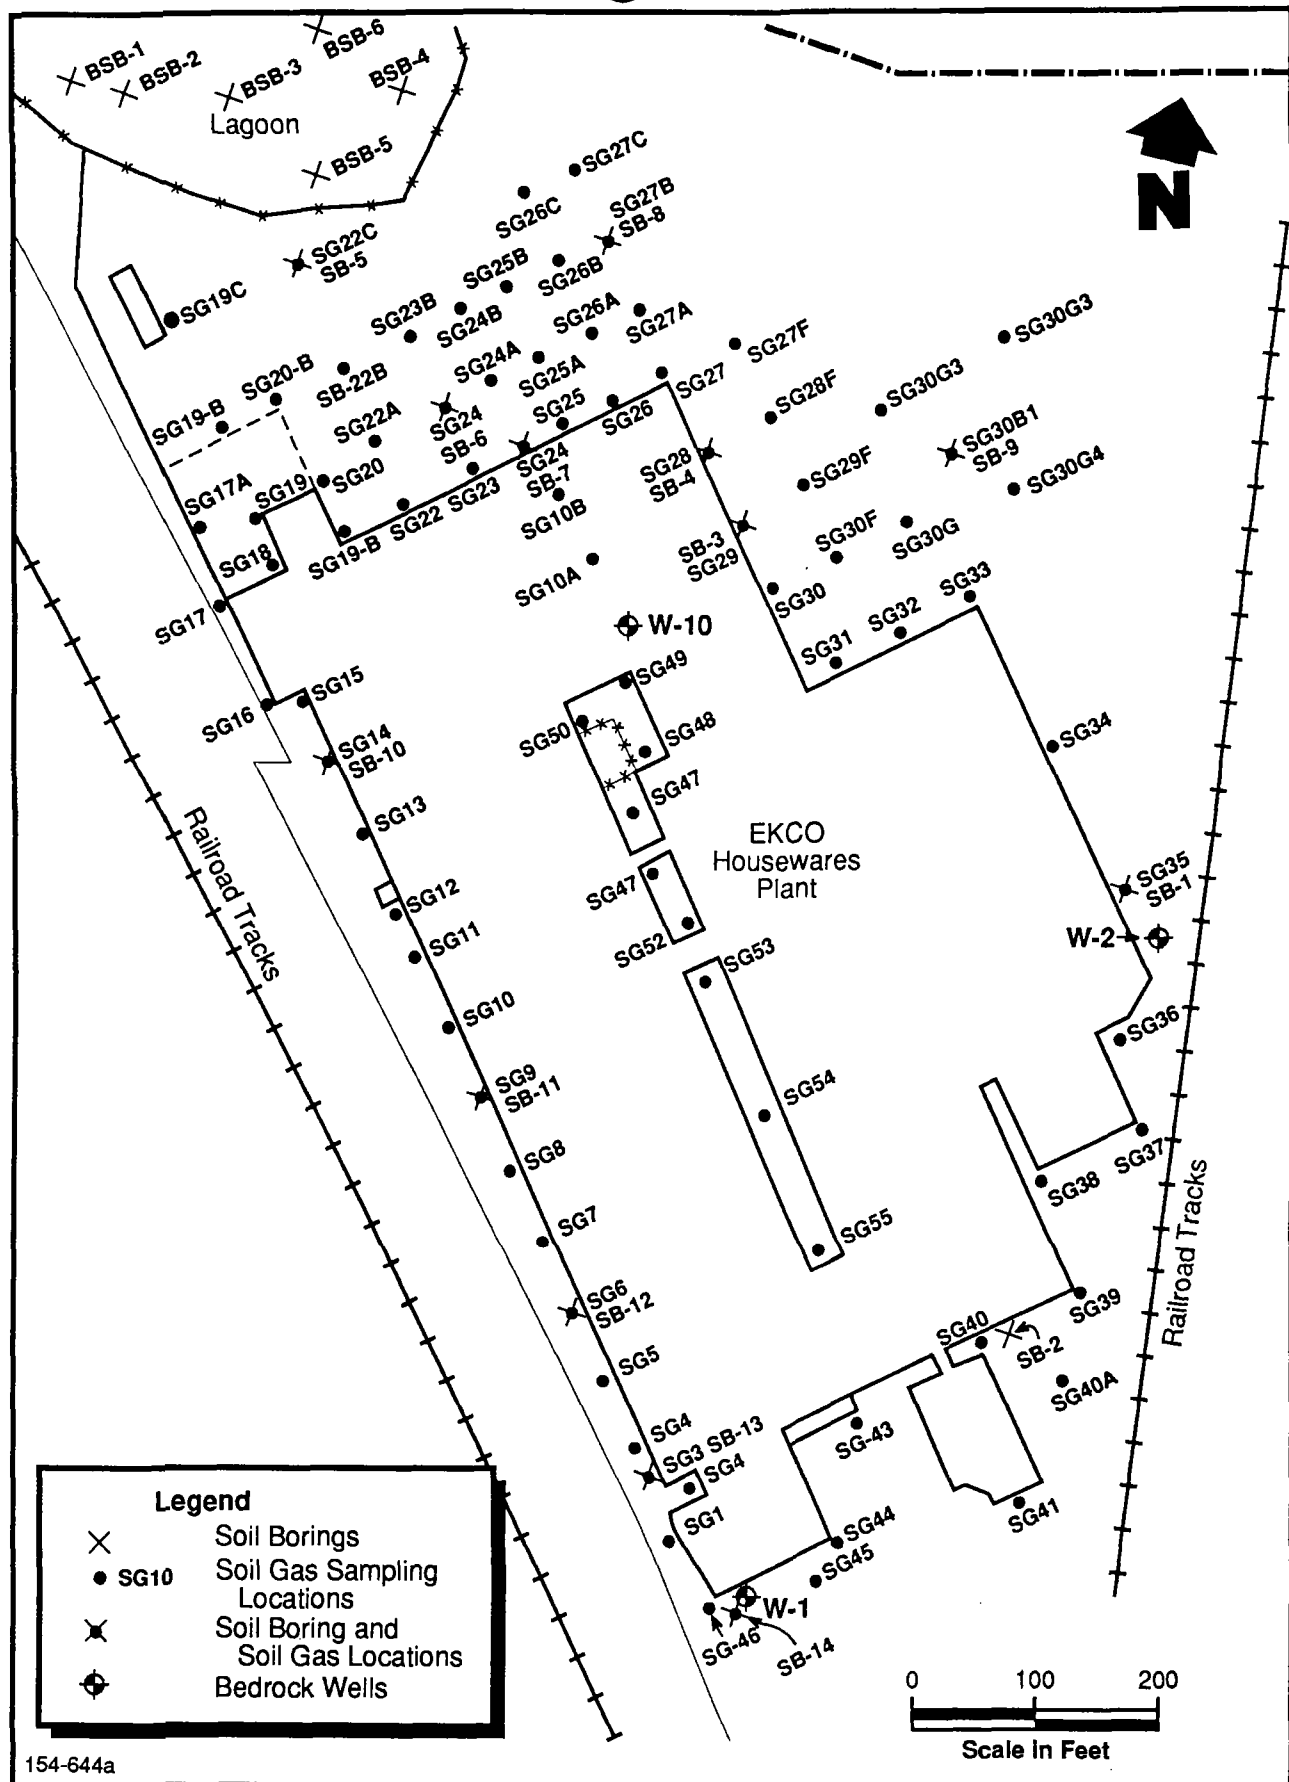 BSB-6
BSB-1
BSB-2
BSB-3
BSB-4
Lagoon
BSB-5
N
SG27C
SG26C
SG27B
SB-8
SG22C
SB-5
SG25B
SG26B
SG19C
SG23B
SG24B
SG26A
SG27A
SG27F
SG30G3
SG20-B
SB-22B
SG24A
SG25A
SG27
SG28F
SG30G3
SG19-B
SG22A
SG24
SB-6
SG25
SG26
SG30B1
SB-9
SG17A
SG19
SG20
SG23
SG24
SB-7
SG28
SB-4
SG29F
SG30G4
SG22
SG10B
SG18
SG19-B
SG10A
SB-3
SG29
SG30F
SG30G
SG17
W-10
SG30
SG31
SG32
SG33
SG16
SG15
SG49
SG14
SB-10
SG50
SG48
SG34
SG13
SG47
Railroad Tracks
EKCO
Housewares
Plant
SG12
SG47
SG35
SB-1
SG11
SG52
SG53
W-2
SG10
SG36
SG9
SB-11
SG54
SG8
SG37
SG38
SG7
SG55
Railroad Tracks
SG6
SB-12
SG39
SG40
SB-2
SG5
SG40A
SG4
SG-43
SG3 SB-13
SG4
SG41
SG1
SG44
SG45
W-1
SG-46
SB-14
Legend
Soil Borings
SG10 Soil Gas Sampling
Locations
Soil Boring and
Soil Gas Locations
Bedrock Wells
0 100 200
Scale in Feet
154-644a